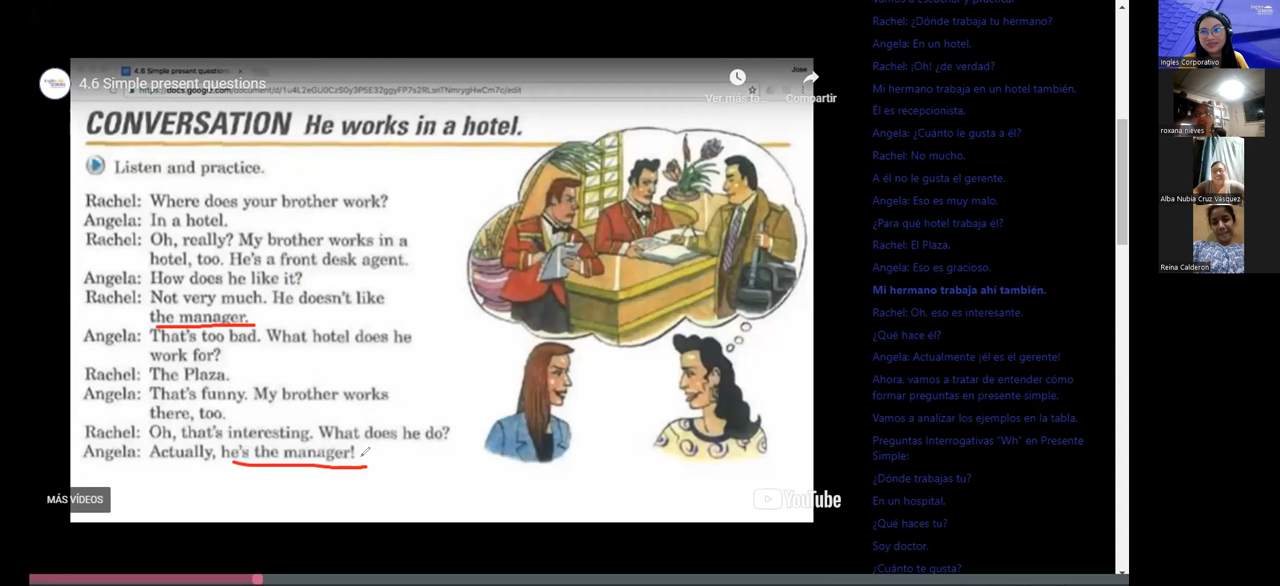 4.6 Simple present questions
Jose
4.6 Simple present questions
Ver más ta
Compartir
CONVERSATION He works in a hotel.
Listen and practice.
Rachel: Where does your brother work?
Angela: In a hotel.
Rachel: Oh, really? My brother works in a
hotel, too. He's a front desk agent.
Angela: How does he like it?
Rachel: Not very much. He doesn't like
the manager.
Angela: That's too bad. What hotel does he
work for?
Rachel: The Plaza.
Angela: That's funny. My brother works
there, too.
Rachel: Oh, that's interesting. What does he do?
Angela: Actually, he's the manager!
MÁS VÍDEOS
YouTube
Rachel: ¿Dónde trabaja tu hermano?
Angela: En un hotel.
Rachel: ¡Oh! ¿de verdad?
Mi hermano trabaja en un hotel también.
Él es recepcionista.
Angela: ¿Cuánto le gusta a él?
Rachel: No mucho.
A él no le gusta el gerente.
Angela: Eso es muy malo.
¿Para qué hotel trabaja él?
Rachel: El Plaza.
Angela: Eso es gracioso.
Mi hermano trabaja ahí también.
Rachel: Oh, eso es interesante.
¿Qué hace él?
Angela: Actualmente ¡él es el gerente!
Ahora, vamos a tratar de entender cómo
formar preguntas en presente simple.
Vamos a analizar los ejemplos en la tabla.
Preguntas Interrogativas "Wh" en Presente
Simple:
¿Dónde trabajas tu?
En un hospital.
¿Qué haces tu?
Soy doctor.
¿Cuánto te gusta?
Ingles Corporativo
roxana nieves
Alba Nubia Cruz Vásquez
Reina Calderon